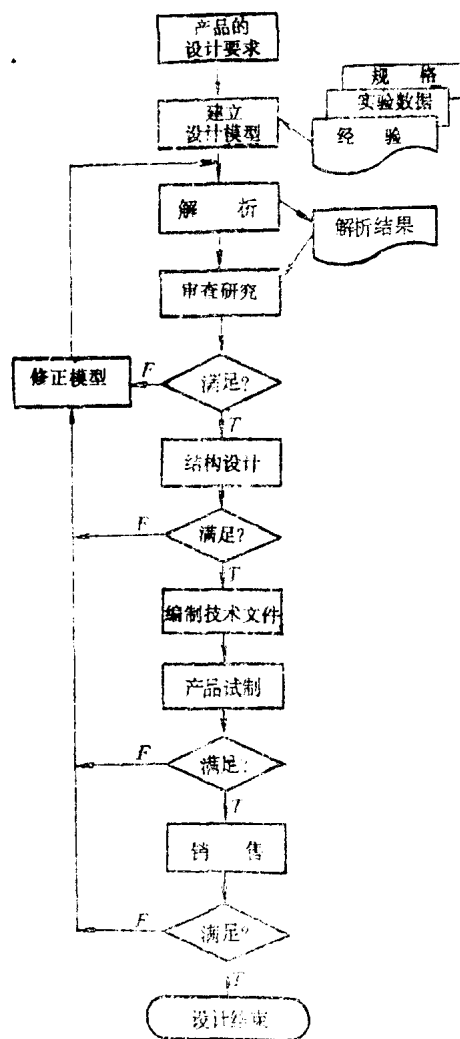 产品的
设计要求
规 格
实验数据
经 验
建立
设计模型
解 析
解析结果
审查研究
修正模型
F
满足?
T
结构设计
F
满足?
T
编制技术文件
产品试制
F
满足?
T
销 售
F
满足?
T
设计结束